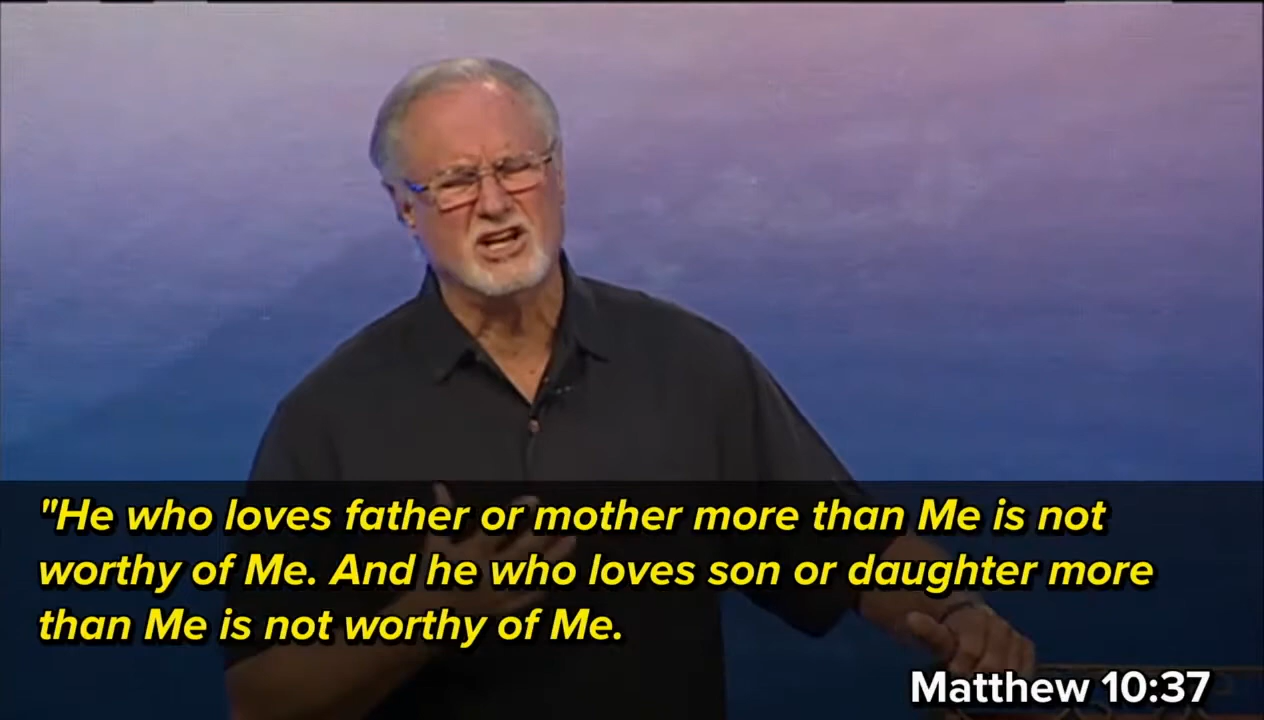 "He who loves father or mother more than Me is not
worthy of Me. And he who loves son or daughter more
than Me is not worthy of Me.
Matthew 10:37